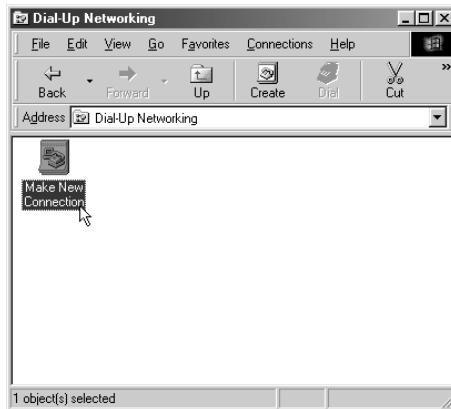 Dial-Up Networking
File Edit View Go Favorites Connections Help
Back Forward Up Create Dial Cut »
Address Dial-Up Networking
Make New
Connection
1 object(s) selected